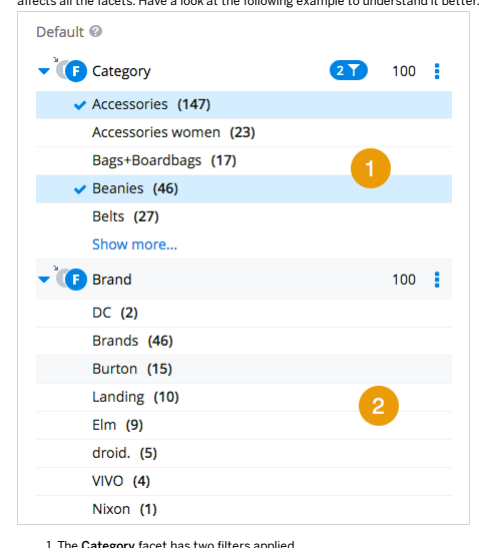 affects all the facets. Have a look at the following example to understand it better.
Default ?
F Category 2 100
Accessories (147)
Accessories women (23)
Bags+Boardbags (17)
1
Beanies (46)
Belts (27)
Show more...
F Brand 100
DC (2)
Brands (46)
Burton (15)
Landing (10)
2
Elm (9)
droid. (5)
VIVO (4)
Nixon (1)
1. The Category facet has two filters applied.